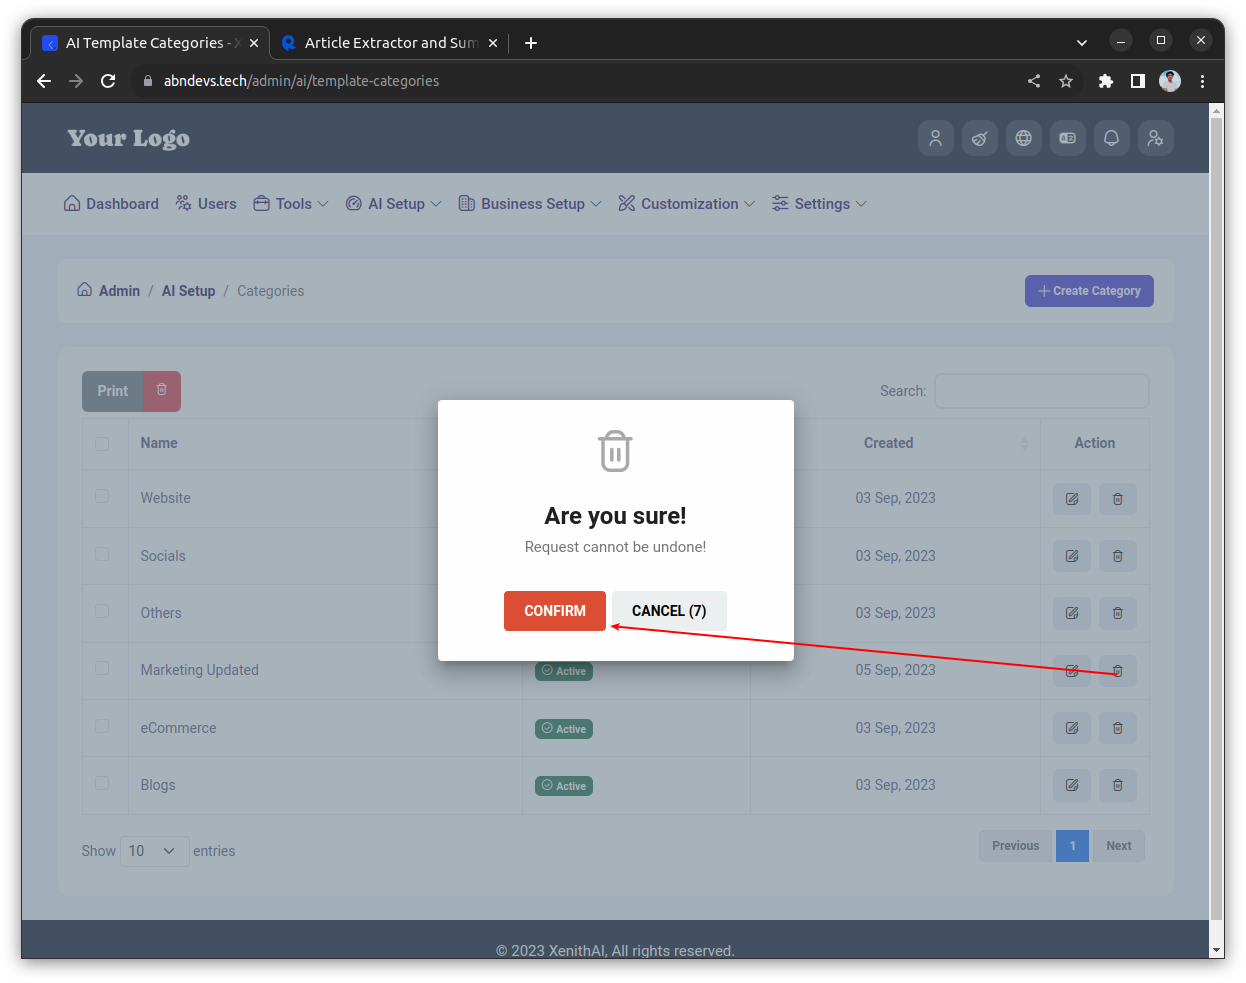 AI Template Categories - X
Article Extractor and Sum
abndevs.tech/admin/ai/template-categories
Your Logo
Dashboard Users Tools AI Setup Business Setup Customization Settings
Admin / AI Setup / Categories
Create Category
Print
Search:
Name Created Action
Website 03 Sep, 2023
Socials 03 Sep, 2023
Others 03 Sep, 2023
Marketing Updated Active 05 Sep, 2023
eCommerce Active 03 Sep, 2023
Blogs Active 03 Sep, 2023
Are you sure!
Request cannot be undone!
CONFIRM CANCEL (7)
Show 10 entries
Previous 1 Next
© 2023 XenithAI, All rights reserved.